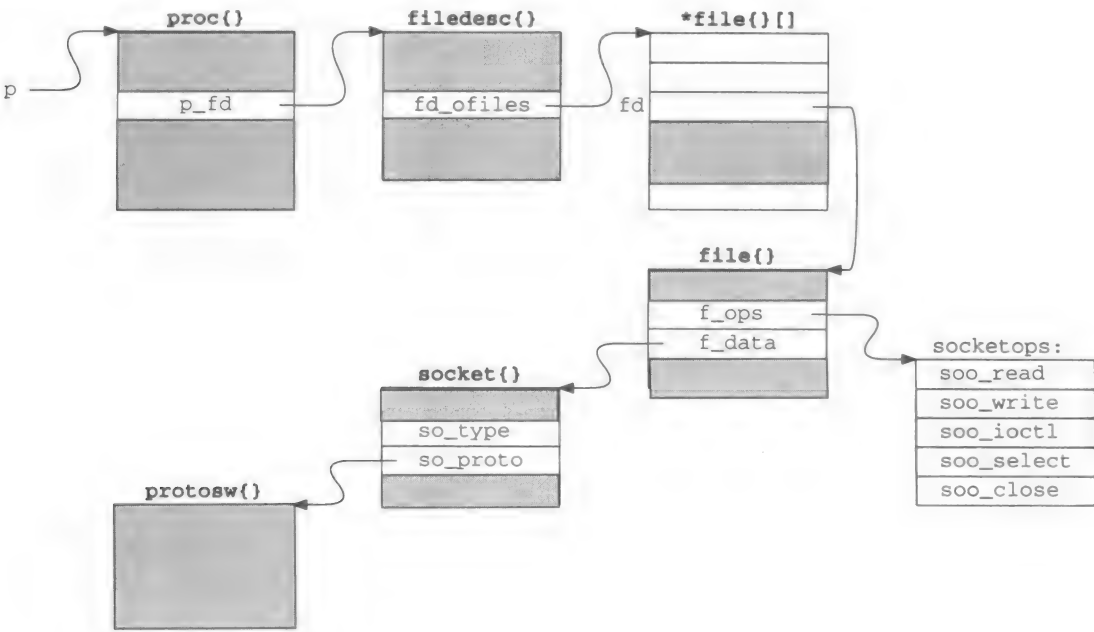 proc{}
filedesc{}
*file{}[]
p
p_fd
fd_ofiles
fd
file{}
f_ops
f_data
socketops:
soo_read
soo_write
soo_ioctl
soo_select
soo_close
socket{}
so_type
so_proto
protosw{}